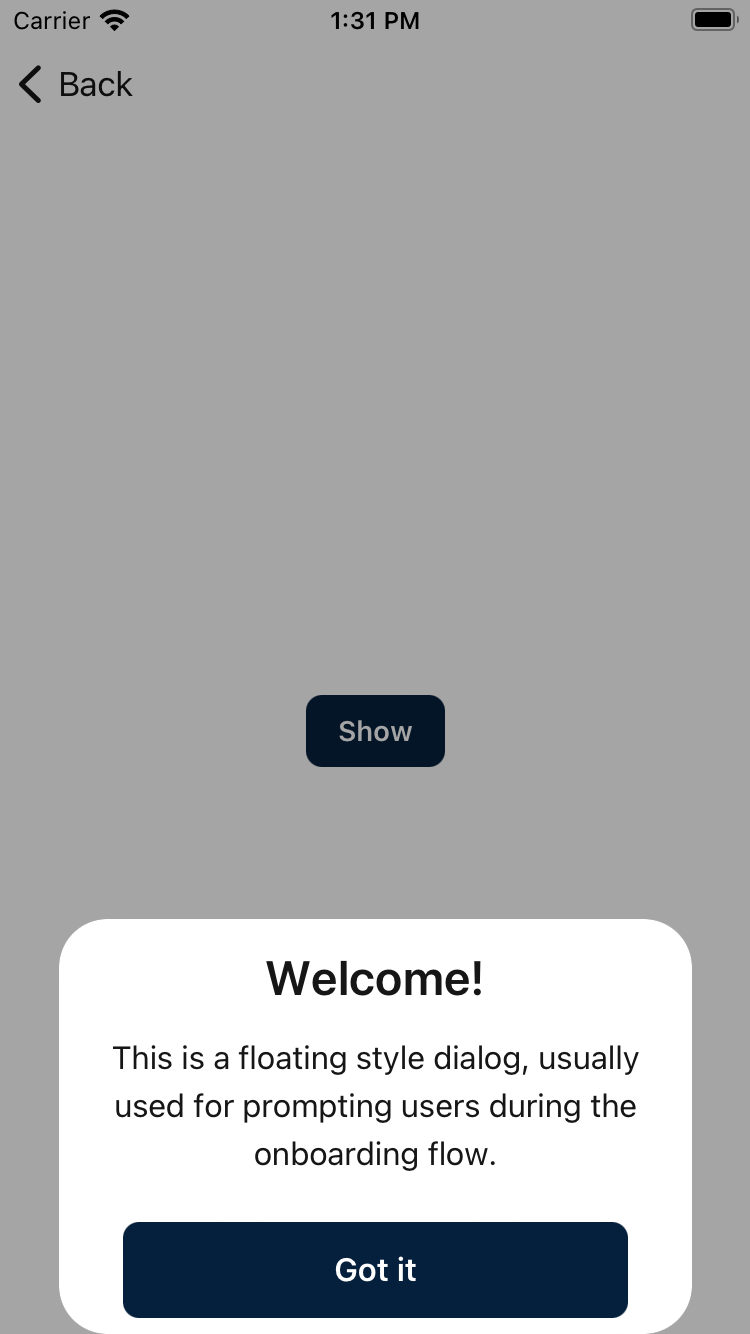 Carrier 1:31 PM
Back
Show
Welcome!
This is a floating style dialog, usually
used for prompting users during the
onboarding flow.
Got it